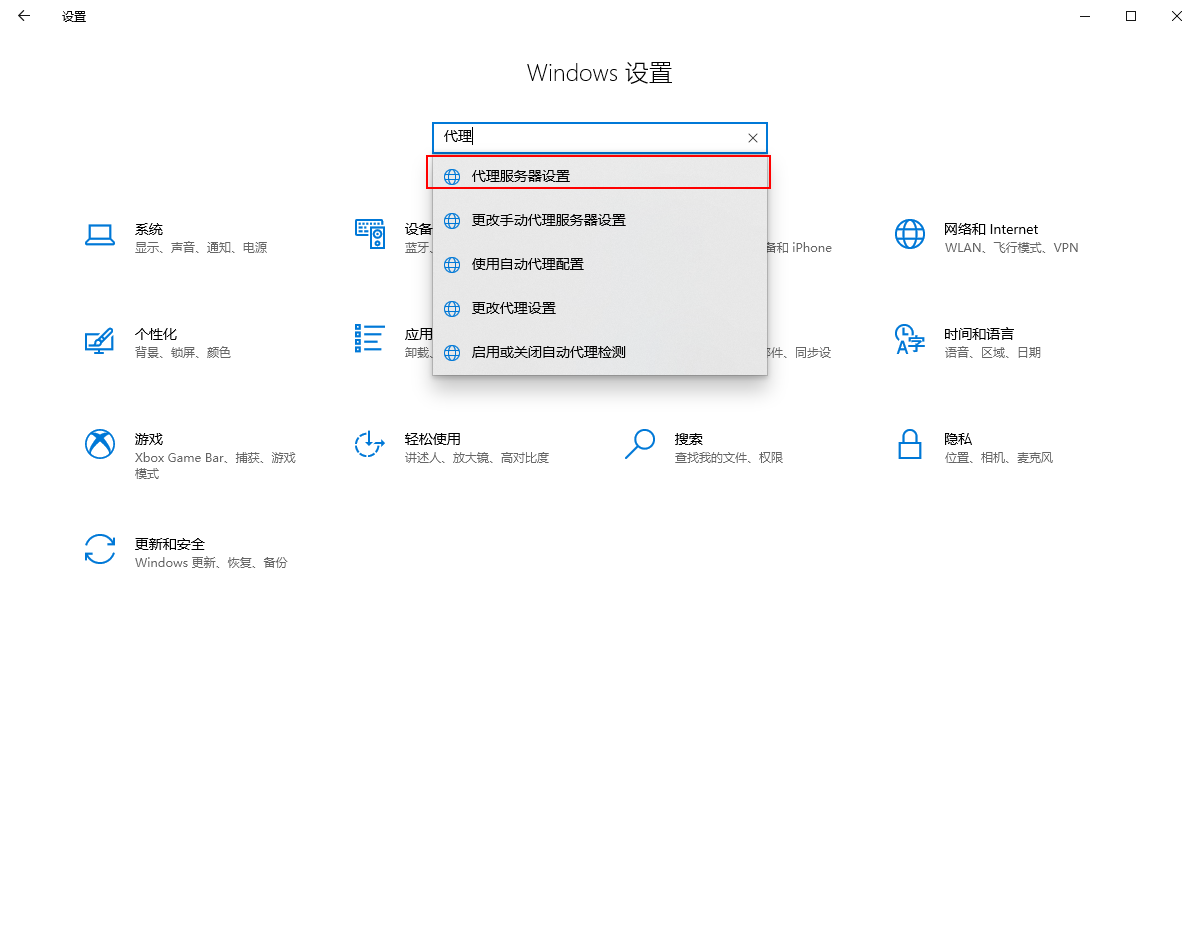 设置
Windows 设置
代理
代理服务器设置
更改手动代理服务器设置
使用自动代理配置
更改代理设置
启用或关闭自动代理检测
系统
显示、声音、通知、电源
设备
蓝牙、
备和 iPhone
网络和 Internet
WLAN、飞行模式、VPN
个性化
背景、锁屏、颜色
应用
卸载、
件、同步设
时间和语言
语音、区域、日期
游戏
Xbox Game Bar、捕获、游戏
模式
轻松使用
讲述人、放大镜、高对比度
搜索
查找我的文件、权限
隐私
位置、相机、麦克风
更新和安全
Windows 更新、恢复、备份